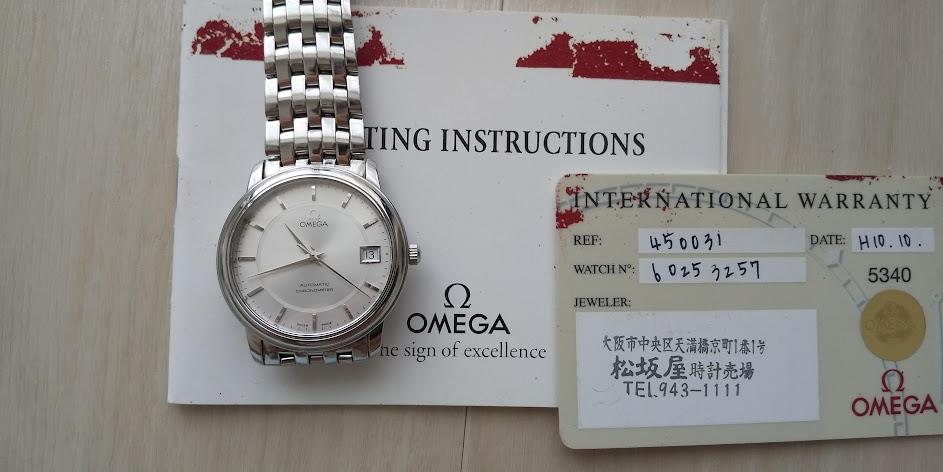 TING INSTRUCTIONS
Ω
OMEGA
AUTOMATIC
CHRONOMETER
13
Ω
OMEGA
he sign of excellence
INTERNATIONAL WARRANTY
REF: 450031 DATE: H10.10.
WATCH Nº: 60253257
5340
JEWELER:
大阪市中央区天満橋京町1番1号
松坂屋 時計売場
TEL.943-1111
OMEGA
Ω
OMEGA